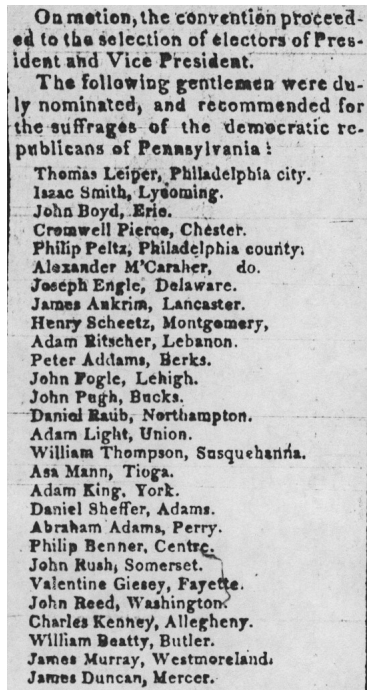 On motion, the convention proceed-
ed to the selection of electors of Pres-
ident and Vice President.
The following gentlemen were du-
ly nominated, and recommended for
the suffrages of the democratic re-
publicans of Pennsylvania:
Thomas Leiper, Philadelphia city.
Isaac Smith, Lycoming.
John Boyd, Erie.
Cromwell Pierce, Chester.
Philip Peltz, Philadelphia county.
Alexander M'Caraher, do.
Joseph Engle, Delaware.
James Ankrim, Lancaster.
Henry Scheetz, Montgomery,
Adam Ritscher, Lebanon.
Peter Addams, Berks.
John Fogle, Lehigh.
John Pugh, Bucks.
Daniel Raub, Northampton.
Adam Light, Union.
William Thompson, Susquehanna.
Asa Mann, Tioga.
Adam King, York.
Daniel Sheffer, Adams.
Abraham Adams, Perry.
Philip Benner, Centre.
John Rush, Somerset.
Valentine Giesey, Fayette.
John Reed, Washington.
Charles Kenney, Allegheny.
William Beatty, Butler.
James Murray, Westmoreland.
James Duncan, Mercer.